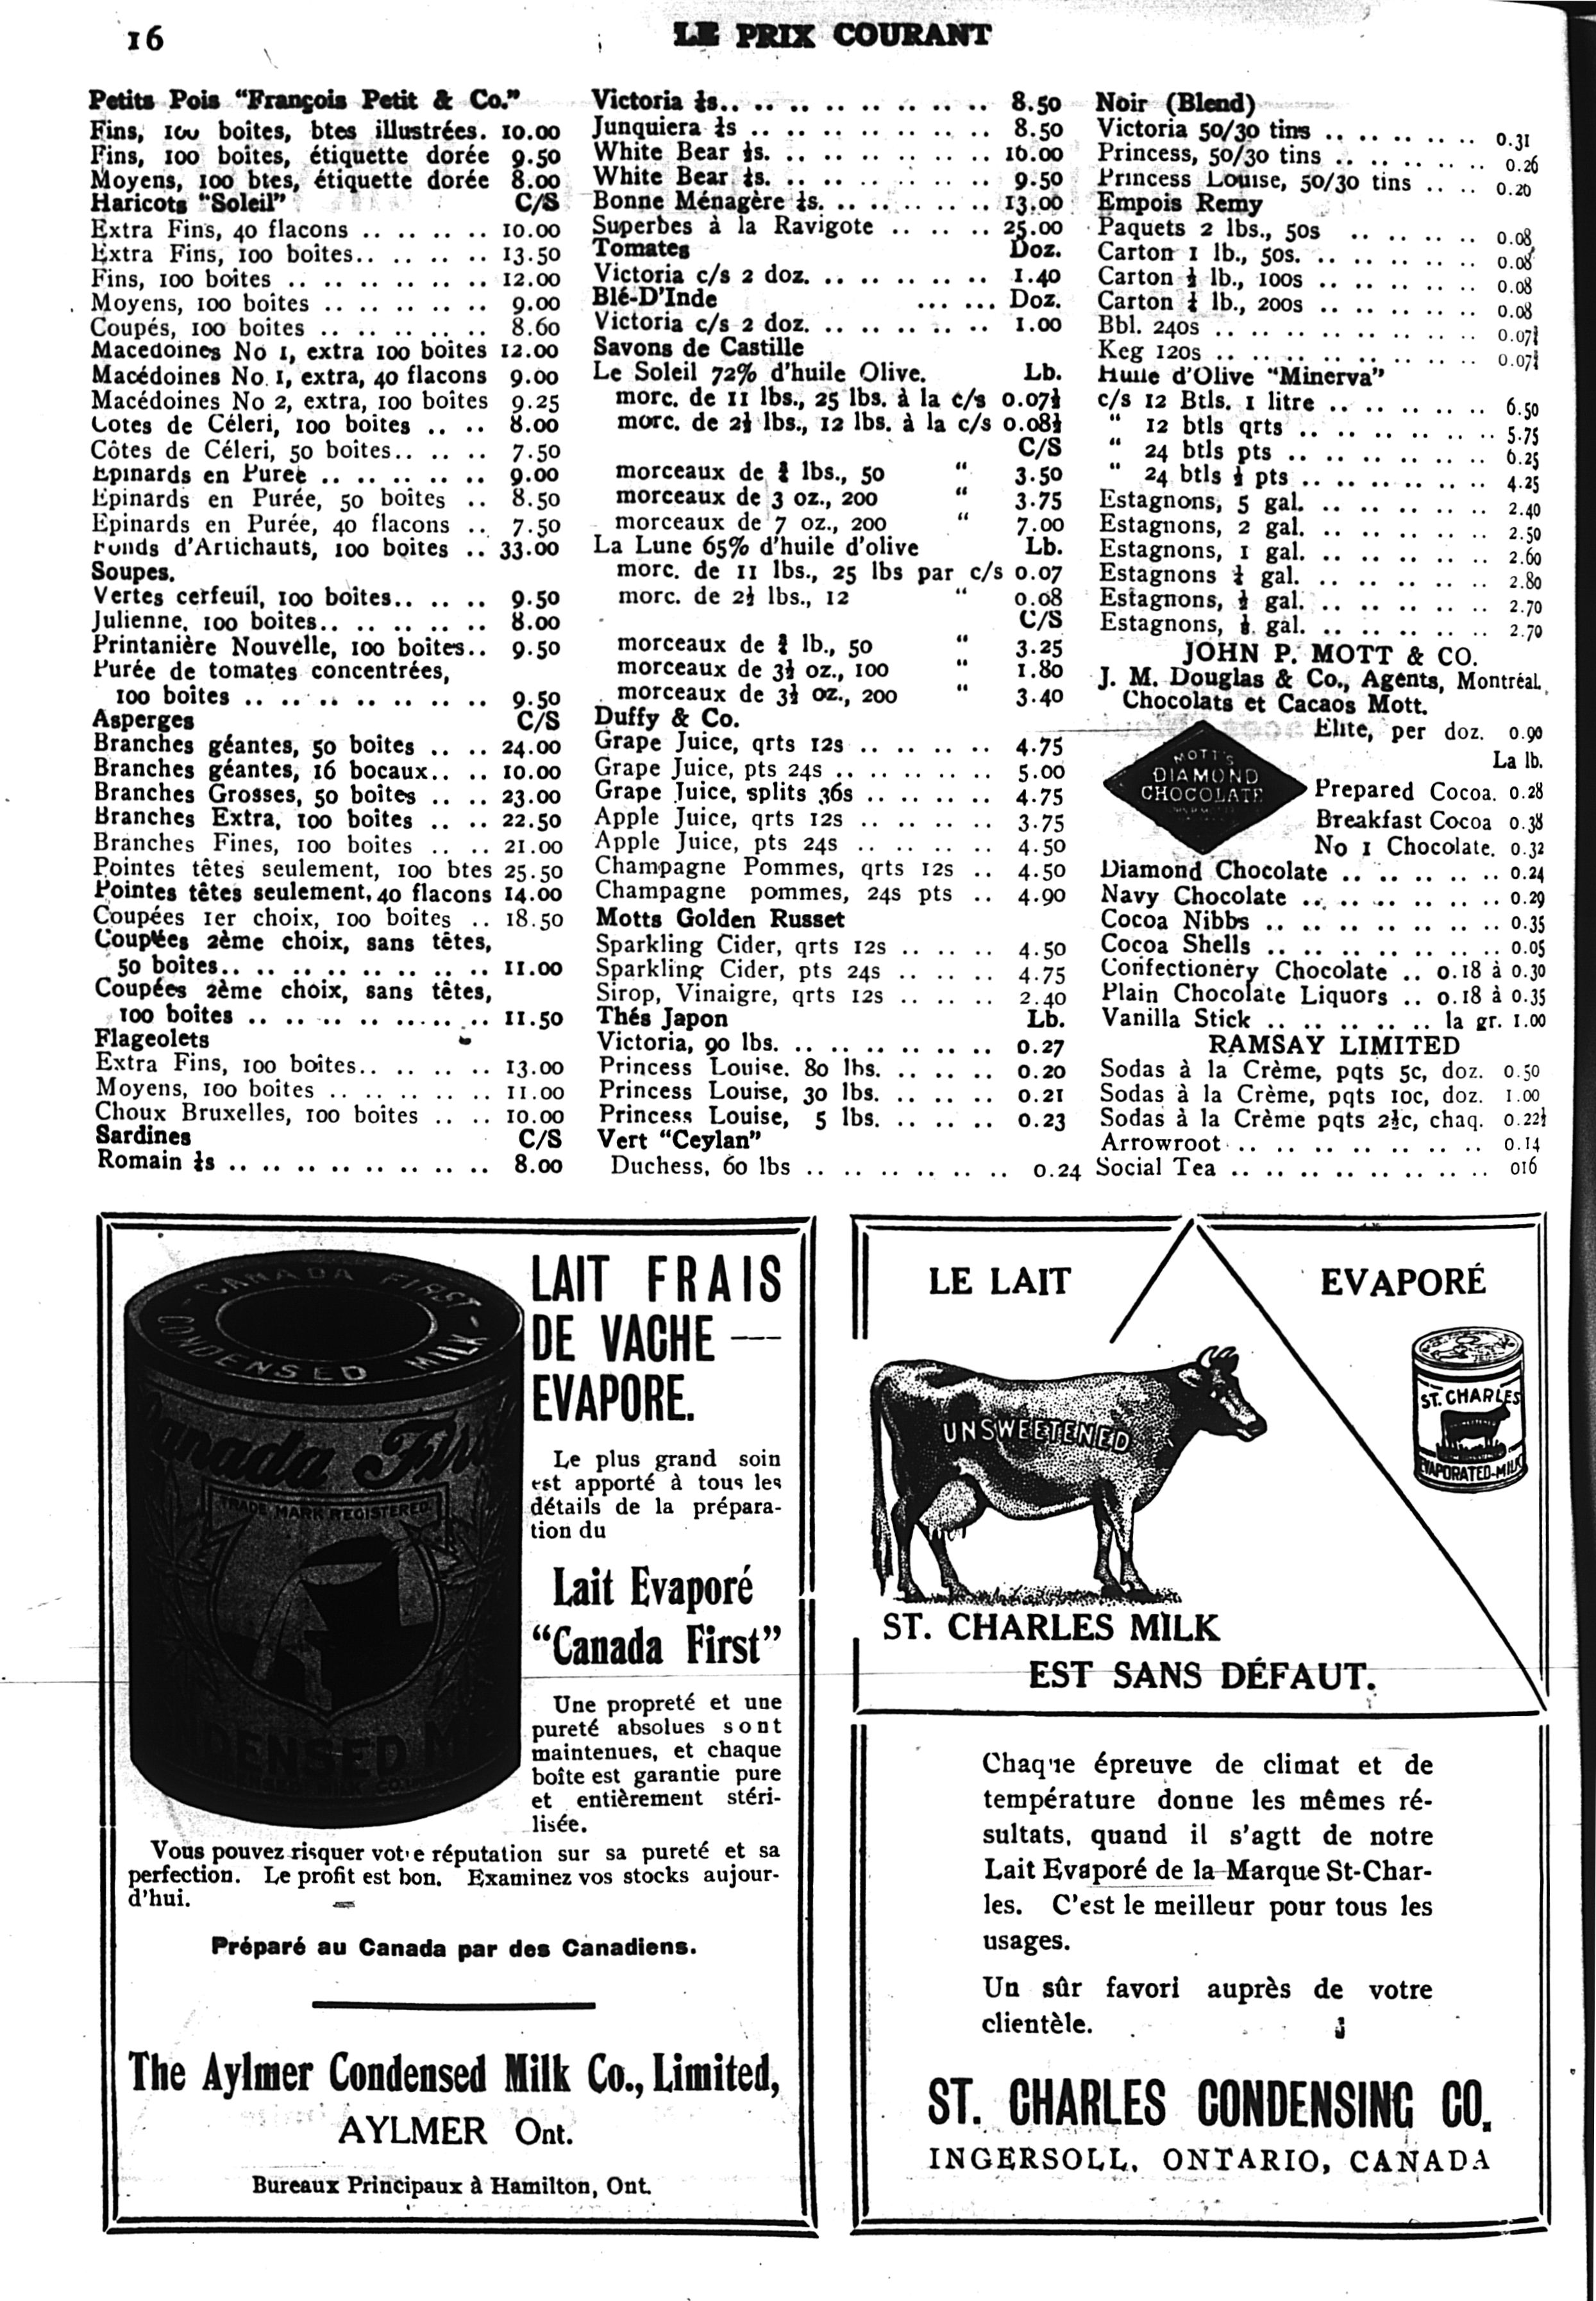 16
LE PRIX COURANT
Petits Pois "François Petit & Co."
Fins, 100 boites, btes illustrées. 10.00
Fins, 100 boites, étiquette dorée 9.50
Moyens, 100 btes, étiquette dorée 8.00
Haricots "Soleil" C/S
Extra Fins, 40 flacons .. .. .. .. 10.00
Extra Fins, 100 boites.. .. .. .. 13.50
Fins, 100 boites .. .. .. .. .. .. 12.00
Moyens, 100 boites .. .. .. .. .. 9.00
Coupés, 100 boites .. .. .. .. .. 8.60
Macedoines No 1, extra 100 boites 12.00
Macédoines No. 1, extra, 40 flacons 9.00
Macédoines No 2, extra, 100 boites 9.25
Cotes de Céleri, 100 boites .. .. 8.00
Côtes de Céleri, 50 boites.. .. .. 7.50
Epinards en Puree .. .. .. .. .. 9.00
Epinards en Purée, 50 boîtes .. 8.50
Epinards en Purée, 40 flacons .. 7.50
Fonds d'Artichauts, 100 boites .. 33.00
Soupes.
Vertes cerfeuil, 100 boîtes.. .. .. 9.50
Julienne, 100 boites.. .. .. .. .. 8.00
Printanière Nouvelle, 100 boites.. 9.50
Purée de tomates concentrées,
100 boîtes .. .. .. .. .. .. .. 9.50
Asperges C/S
Branches géantes, 50 boites .. .. 24.00
Branches géantes, 16 bocaux.. .. 10.00
Branches Grosses, 50 boites .. .. 23.00
Branches Extra, 100 boites .. .. 22.50
Branches Fines, 100 boites .. .. 21.00
Pointes têtes seulement, 100 btes 25.50
Pointes têtes seulement, 40 flacons 14.00
Coupées 1er choix, 100 boites .. 18.50
Coupées 2ème choix, sans têtes,
50 boites.. .. .. .. .. .. .. .. 11.00
Coupées 2ème choix, sans têtes,
100 boites .. .. .. .. .. .. .. 11.50
Flageolets
Extra Fins, 100 boites.. .. .. .. 13.00
Moyens, 100 boites .. .. .. .. .. 11.00
Choux Bruxelles, 100 boîtes .. .. 10.00
Sardines C/S
Romain ¼s .. .. .. .. .. .. .. .. 8.00
Victoria ¼s.. .. .. .. .. .. .. .. 8.50
Junquiera ¼s .. .. .. .. .. .. .. 8.50
White Bear ½s. .. .. .. .. .. .. 16.00
White Bear ¼s. .. .. .. .. .. .. 9.50
Bonne Ménagère ¼s. .. .. .. .. .. 13.00
Superbes à la Ravigote .. .. .. 25.00
Tomates Doz.
Victoria c/s 2 doz. .. .. .. .. .. 1.40
Blé-D'Inde ... ... Doz.
Victoria c/s 2 doz. .. .. .. .. .. 1.00
Savons de Castille
Le Soleil 72% d'huile Olive. Lb.
morc. de 11 lbs., 25 lbs. à la c/s 0.07½
morc. de 2½ lbs., 12 lbs. à la c/s 0.08½
C/S
morceaux de ¾ lbs., 50 " 3.50
morceaux de 3 oz., 200 " 3.75
morceaux de 7 oz., 200 " 7.00
La Lune 65% d'huile d'olive Lb.
morc. de 11 lbs., 25 lbs par c/s 0.07
morc. de 2½ lbs., 12 " 0.08
C/S
morceaux de ¾ lb., 50 " 3.25
morceaux de 3½ oz., 100 " 1.80
morceaux de 3½ oz., 200 " 3.40
Duffy & Co.
Grape Juice, qrts 12s .. .. .. .. 4.75
Grape Juice, pts 24s .. .. .. .. .. 5.00
Grape Juice, splits 36s .. .. .. .. 4.75
Apple Juice, qrts 12s .. .. .. .. 3.75
Apple Juice, pts 24s .. .. .. .. 4.50
Champagne Pommes, qrts 12s .. 4.50
Champagne pommes, 24s pts .. 4.90
Motts Golden Russet
Sparkling Cider, qrts 12s .. .. .. 4.50
Sparkling Cider, pts 24s .. .. .. 4.75
Sirop, Vinaigre, qrts 12s .. .. .. 2.40
Thés Japon Lb.
Victoria, 90 lbs. .. .. .. .. .. .. 0.27
Princess Louise. 80 lbs. .. .. .. 0.20
Princess Louise, 30 lbs. .. .. .. 0.21
Princess Louise, 5 lbs. .. .. .. 0.23
Vert "Ceylan"
Duchess, 60 lbs .. .. .. .. .. .. 0.24
Noir (Blend)
Victoria 50/30 tins .. .. .. .. .. 0.31
Princess, 50/30 tins .. .. .. .. .. 0.26
Princess Louise, 50/30 tins .. .. 0.20
Empois Remy
Paquets 2 lbs., 50s .. .. .. .. 0.08
Carton 1 lb., 50s. .. .. .. .. .. 0.08
Carton ½ lb., 100s .. .. .. .. .. 0.08
Carton ¼ lb., 200s .. .. .. .. .. 0.08
Bbl. 240s .. .. .. .. .. .. .. .. 0.07½
Keg 120s .. .. .. .. .. .. .. .. 0.07½
Huile d'Olive "Minerva"
c/s 12 Btls. 1 litre .. .. .. .. .. 6.50
" 12 btls qrts .. .. .. .. .. .. 5.75
" 24 btls pts .. .. .. .. .. .. 6.25
" 24 btls ½ pts .. .. .. .. .. .. 4.25
Estagnons, 5 gal. .. .. .. .. .. 2.40
Estagnons, 2 gal. .. .. .. .. .. 2.50
Estagnons, 1 gal. .. .. .. .. .. 2.60
Estagnons ¼ gal. .. .. .. .. .. 2.80
Estagnons, ½ gal. .. .. .. .. .. 2.70
Estagnons, ⅛ gal. .. .. .. .. .. 2.70
JOHN P. MOTT & CO.
J. M. Douglas & Co., Agents, Montréal.
Chocolats et Cacaos Mott.
MOTT'S
DIAMOND
CHOCOLATE
Elite, per doz. 0.90
La lb.
Prepared Cocoa. 0.28
Breakfast Cocoa 0.38
No 1 Chocolate. 0.32
Diamond Chocolate .. .. .. .. .. 0.24
Navy Chocolate .. .. .. .. .. .. 0.29
Cocoa Nibbs .. .. .. .. .. .. .. 0.35
Cocoa Shells .. .. .. .. .. .. .. 0.05
Confectionery Chocolate .. 0.18 à 0.30
Plain Chocolate Liquors .. 0.18 à 0.35
Vanilla Stick .. .. .. .. .. la gr. 1.00
RAMSAY LIMITED
Sodas à la Crème, pqts 5c, doz. 0.50
Sodas à la Crème, pqts 10c, doz. 1.00
Sodas à la Crème pqts 2½c, chaq. 0.22½
Arrowroot .. .. .. .. .. .. .. .. 0.14
Social Tea .. .. .. .. .. .. .. .. 016
CANADA FIRST
CONDENSED MILK
Canada First
TRADE MARK REGISTERED
DENSED M
LAIT FRAIS
DE VACHE —
EVAPORE.
Le plus grand soin
est apporté à tous les
détails de la prépara-
tion du
Lait Evaporé
"Canada First"
Une propreté et une
pureté absolues sont
maintenues, et chaque
boîte est garantie pure
et entièrement stéri-
lisée.
Vous pouvez risquer vot e réputation sur sa pureté et sa
perfection. Le profit est bon. Examinez vos stocks aujour-
d'hui.
Préparé au Canada par des Canadiens.
The Aylmer Condensed Milk Co., Limited,
AYLMER Ont.
Bureaux Principaux à Hamilton, Ont.
LE LAIT EVAPORÉ
UNSWEETENED
ST. CHARLES
EVAPORATED-MILK
ST. CHARLES MILK
EST SANS DÉFAUT.
Chaque épreuve de climat et de
température donne les mêmes ré-
sultats, quand il s'agtt de notre
Lait Evaporé de la Marque St-Char-
les. C'est le meilleur pour tous les
usages.
Un sûr favori auprès de votre
clientèle.
ST. CHARLES CONDENSING CO.
INGERSOLL, ONTARIO, CANADA